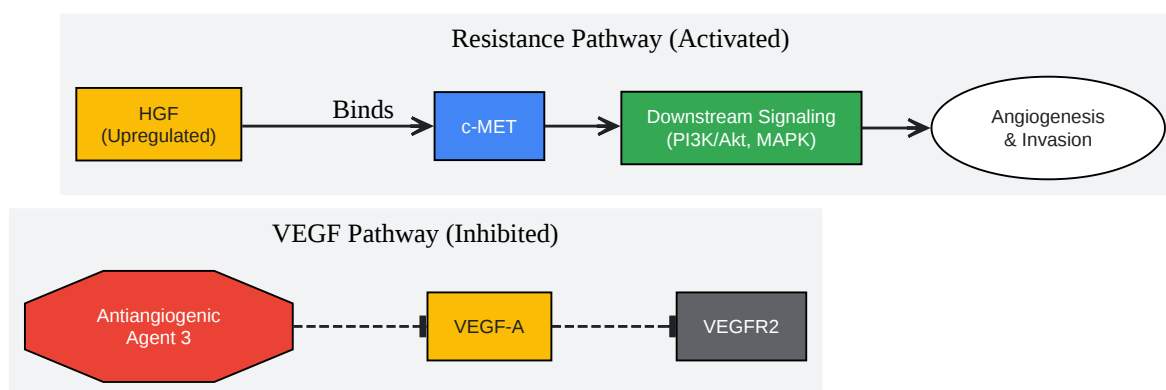 Resistance Pathway (Activated)
HGF
(Upregulated)
Binds
c-MET
Downstream Signaling
(PI3K/Akt, MAPK)
Angiogenesis
& Invasion
VEGF Pathway (Inhibited)
Antiangiogenic
Agent 3
VEGF-A
VEGFR2